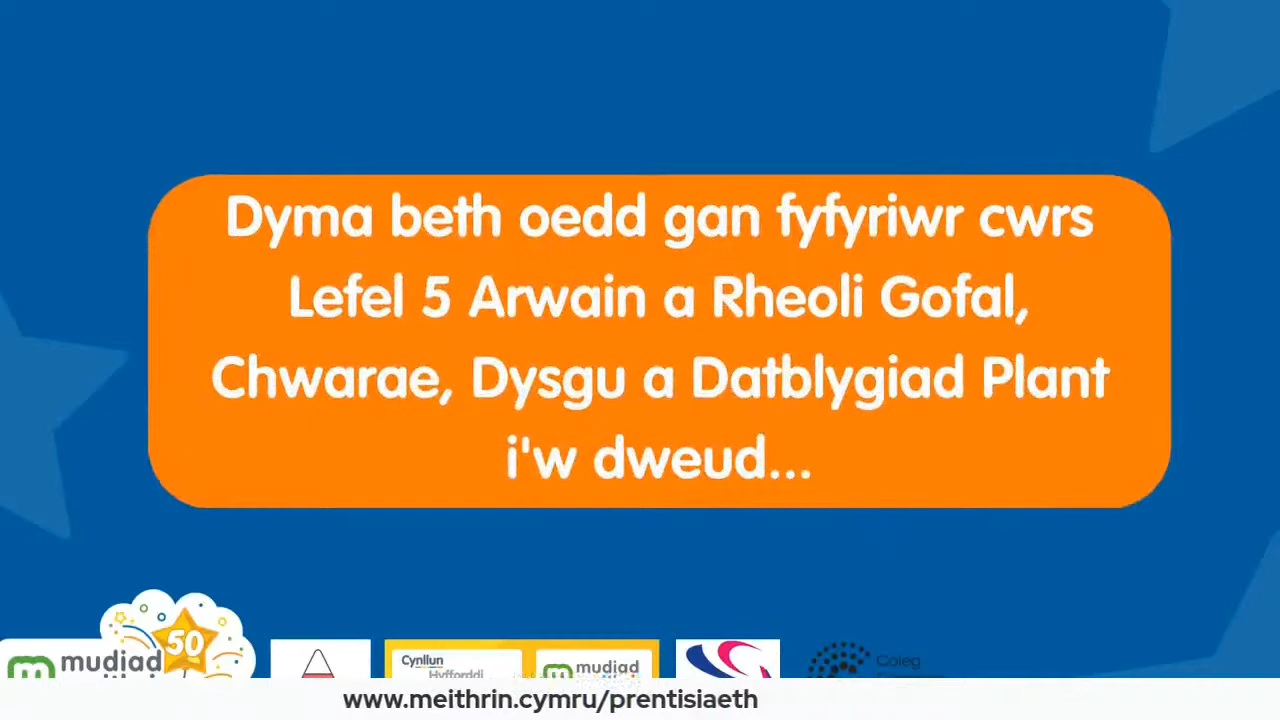 Dyma beth oedd gan fyfyriwr cwrs
Lefel 5 Arwain a Rheoli Gofal,
Chwarae, Dysgu a Datblygiad Plant
i'w dweud...
50
mudiad
Cynllun
Hyfforddi
mudiad
Coleg
www.meithrin.cymru/prentisiaeth